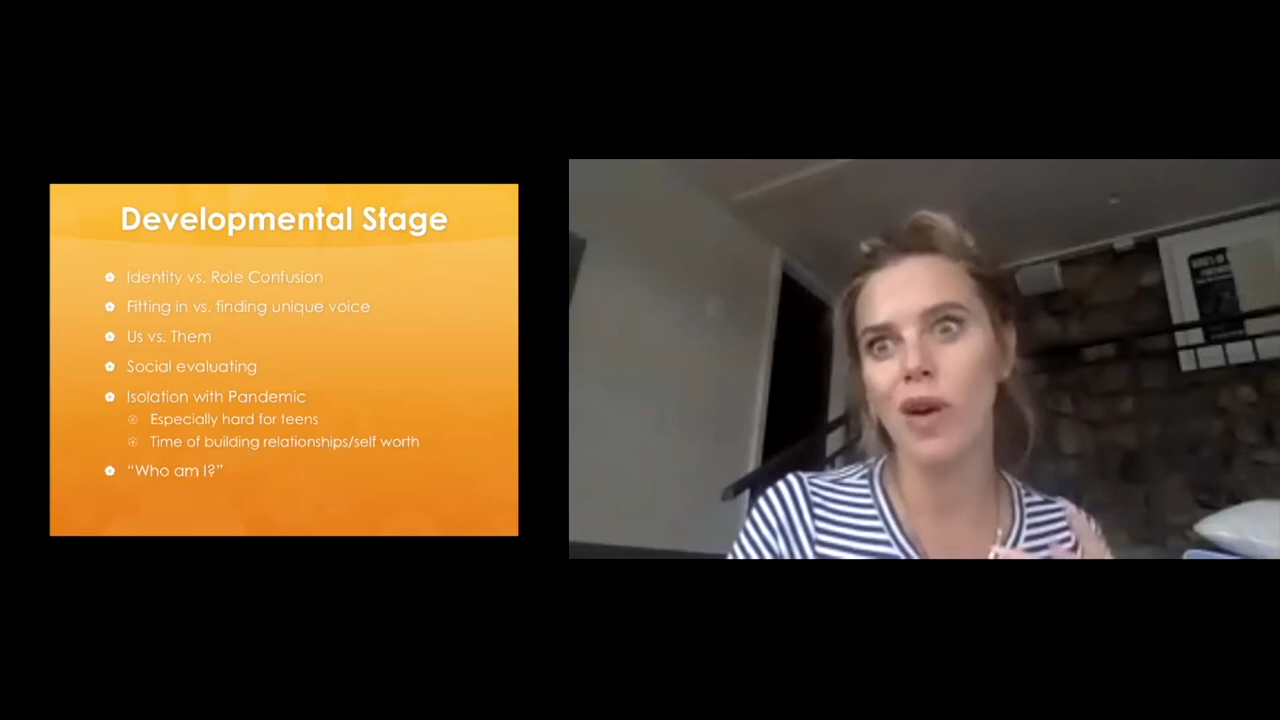 Developmental Stage
Identity vs. Role Confusion
Fitting in vs. finding unique voice
Us vs. Them
Social evaluating
Isolation with Pandemic
Especially hard for teens
Time of building relationships/self worth
“Who am I?”